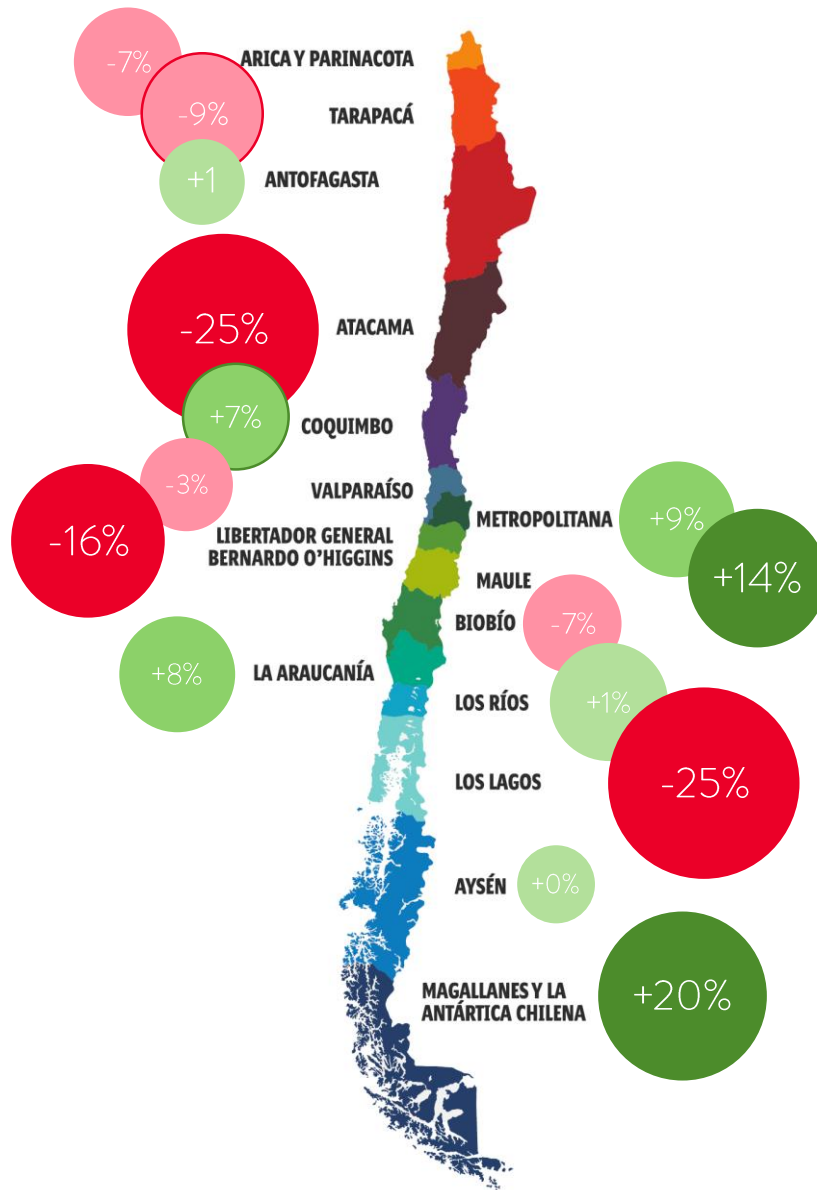 -7%
ARICA Y PARINACOTA
-9%
TARAPACÁ
+1
ANTOFAGASTA
-25%
ATACAMA
+7%
COQUIMBO
-3%
VALPARAÍSO
METROPOLITANA
+9%
-16%
LIBERTADOR GENERAL
BERNARDO O'HIGGINS
MAULE
+14%
BIOBÍO
-7%
+8%
LA ARAUCANÍA
LOS RÍOS
+1%
LOS LAGOS
-25%
AYSÉN
+0%
MAGALLANES Y LA
ANTÁRTICA CHILENA
+20%